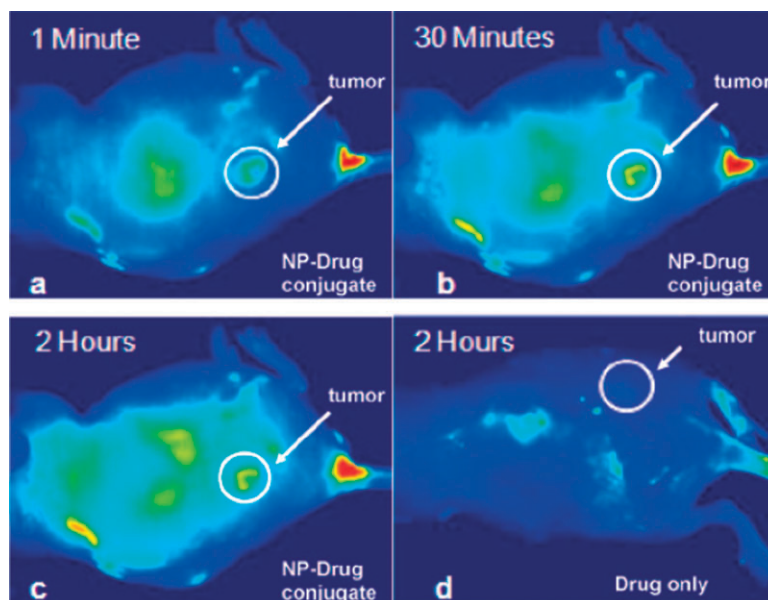 1 Minute
tumor
NP-Drug
conjugate
a
30 Minutes
tumor
NP-Drug
conjugate
b
2 Hours
tumor
NP-Drug
conjugate
c
2 Hours
tumor
Drug only
d